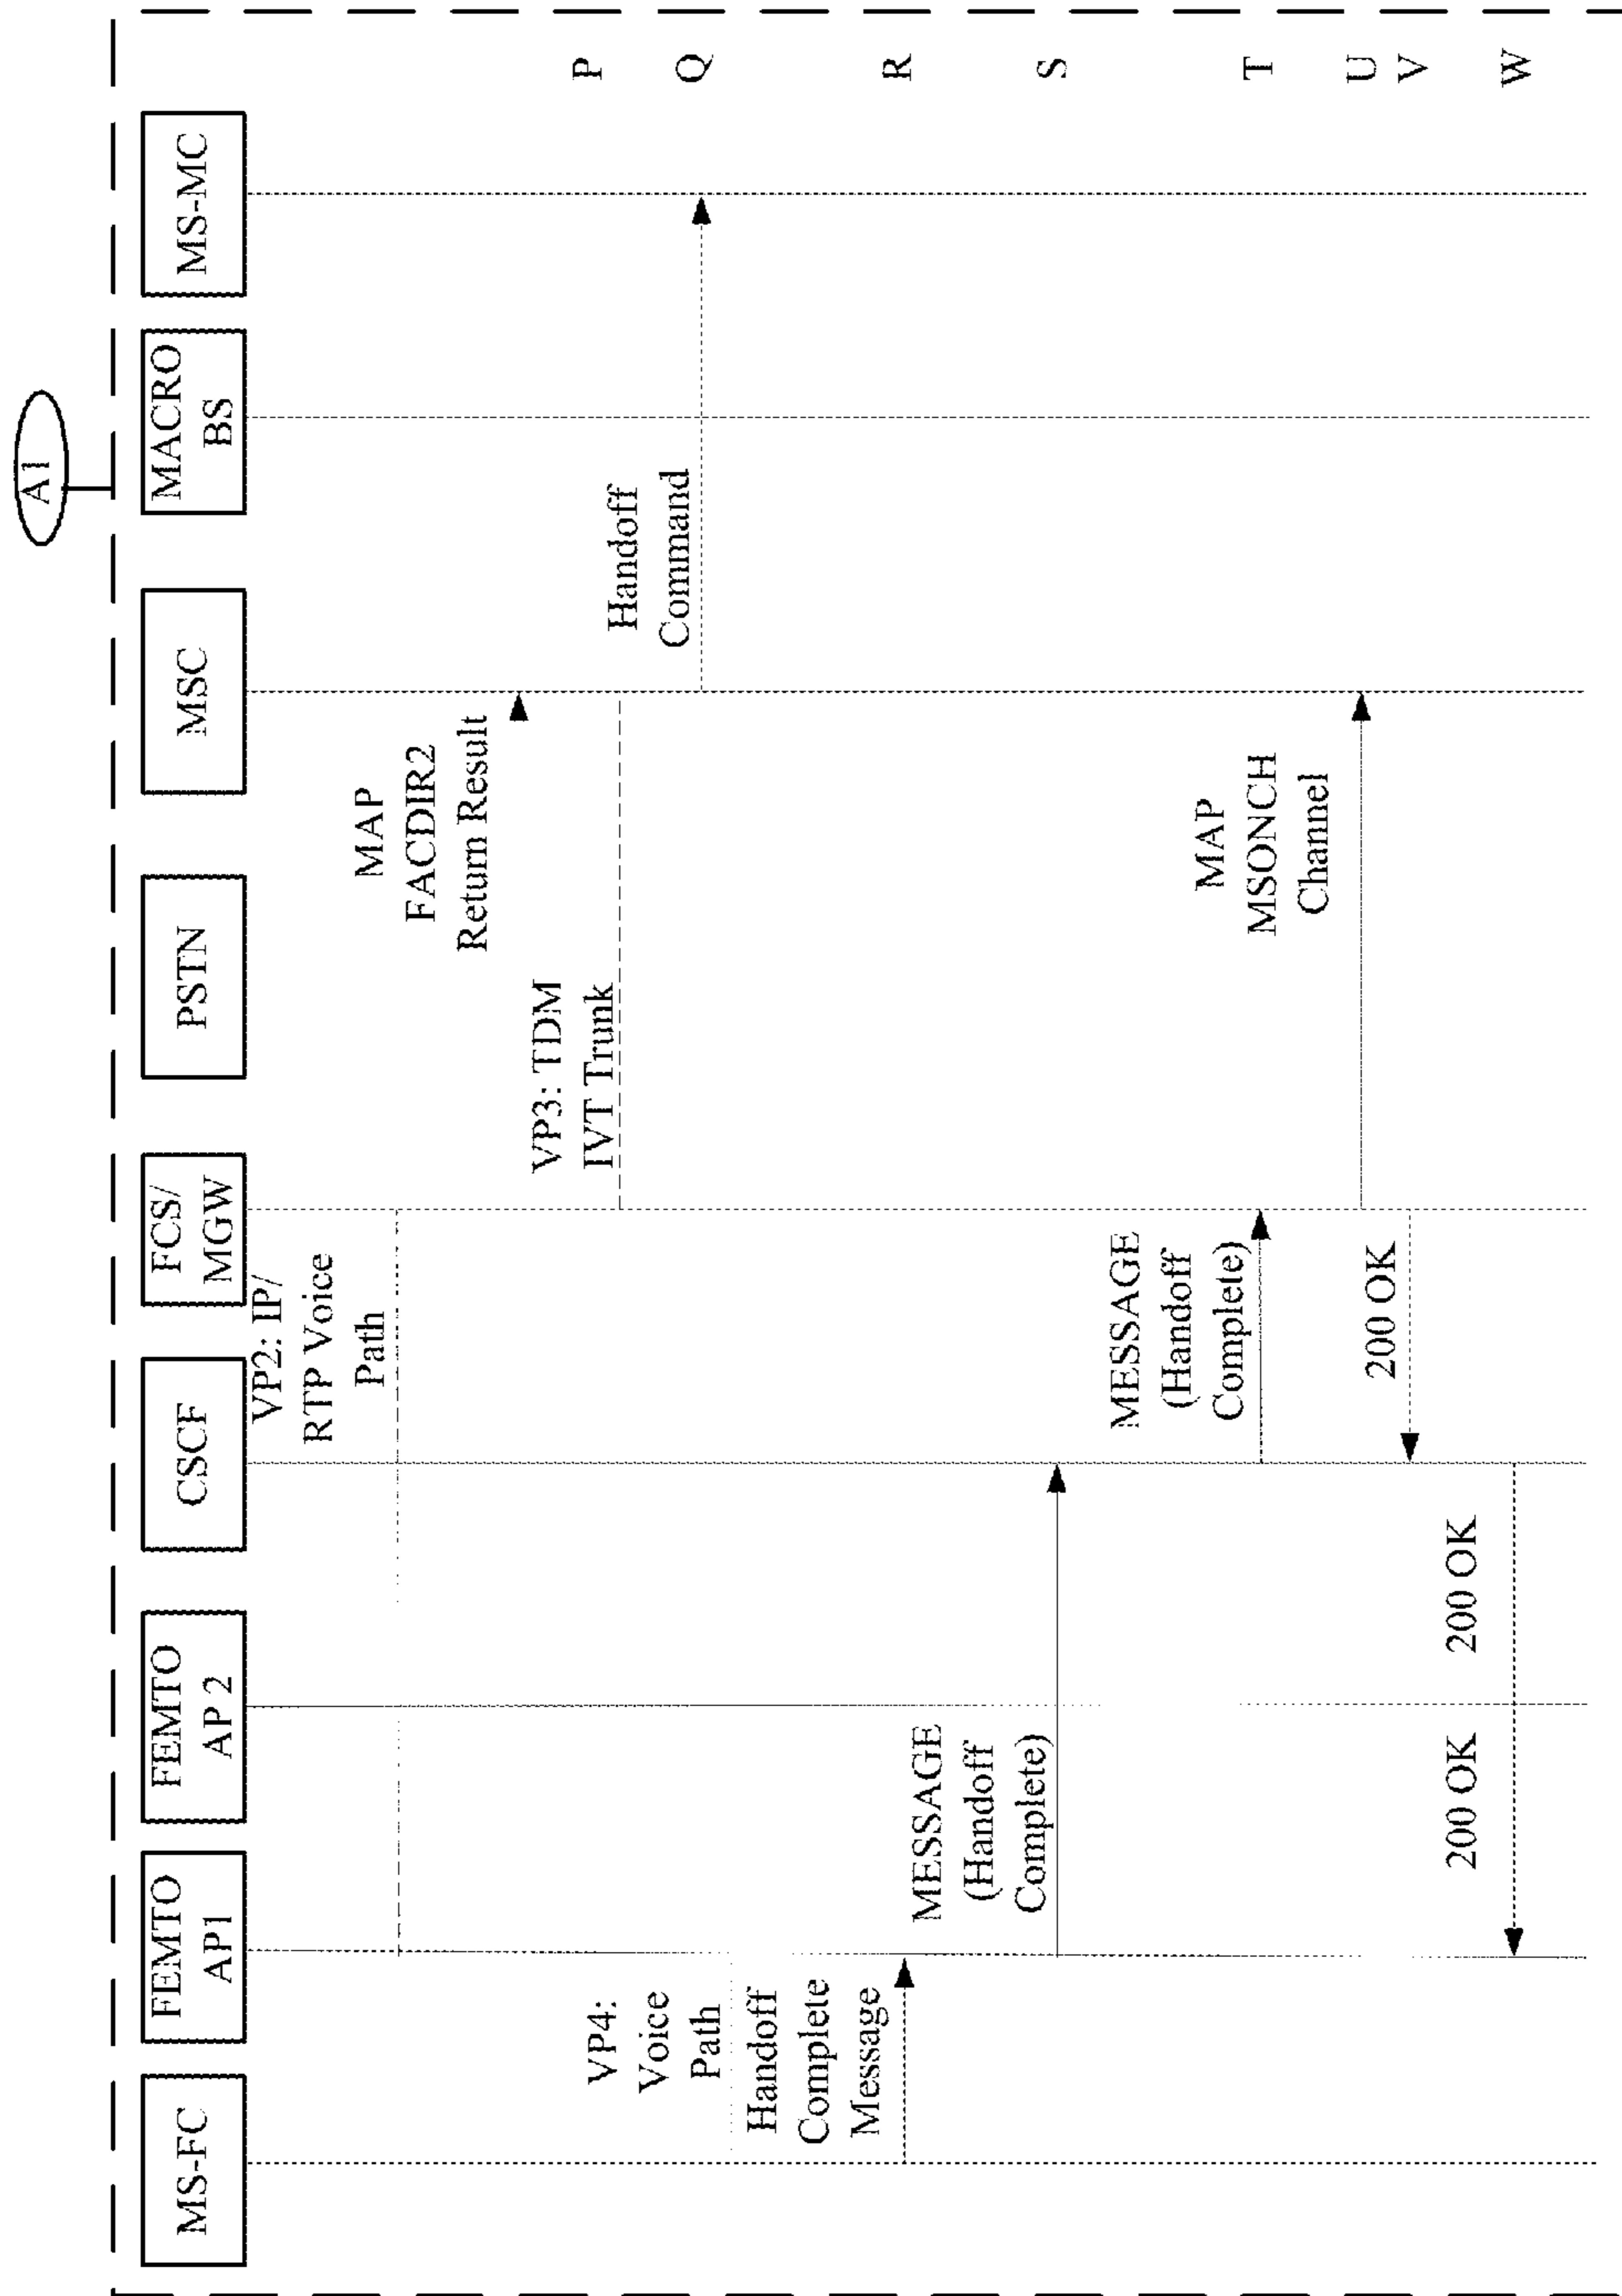 A1
MS-FC
FEMTO
AP1
FEMTO
AP 2
CSCF
FCS/
MGW
PSTN
MSC
MACRO
BS
MS-MC
VP2: IP/
RTP Voice
Path
MAP
FACDIR2
Return Result
P
VP3: TDM
IVT Trunk
Handoff
Command
Q
VP4:
Voice
Path
Handoff
Complete
Message
R
MESSAGE
(Handoff
Complete)
S
MESSAGE
(Handoff
Complete)
T
MAP
MSONCH
Channel
U
200 OK
V
200 OK
200 OK
W